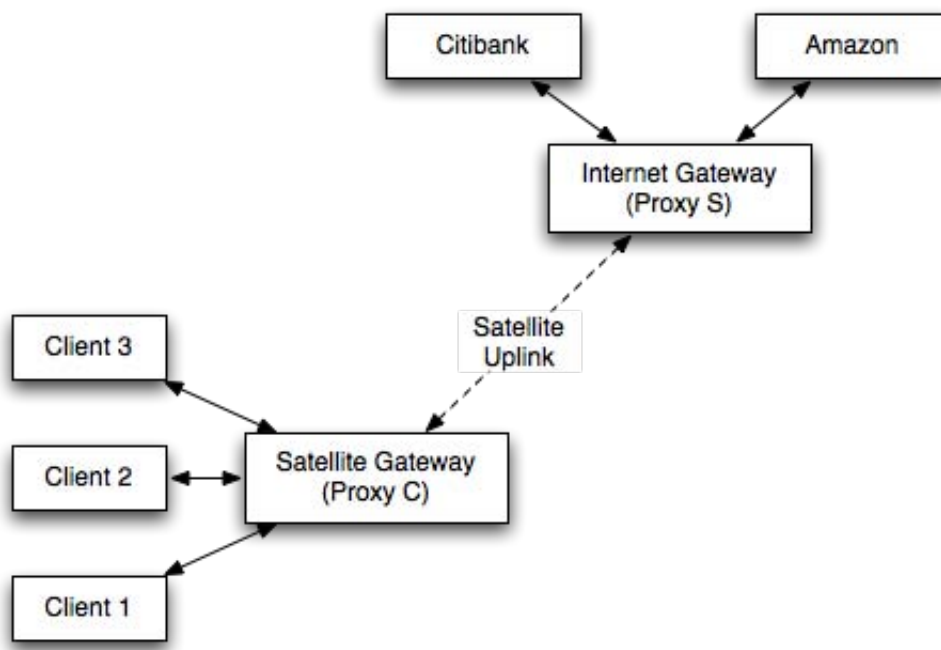 Citibank
Amazon
Internet Gateway
(Proxy S)
Satellite
Uplink
Client 3
Client 2
Satellite Gateway
(Proxy C)
Client 1